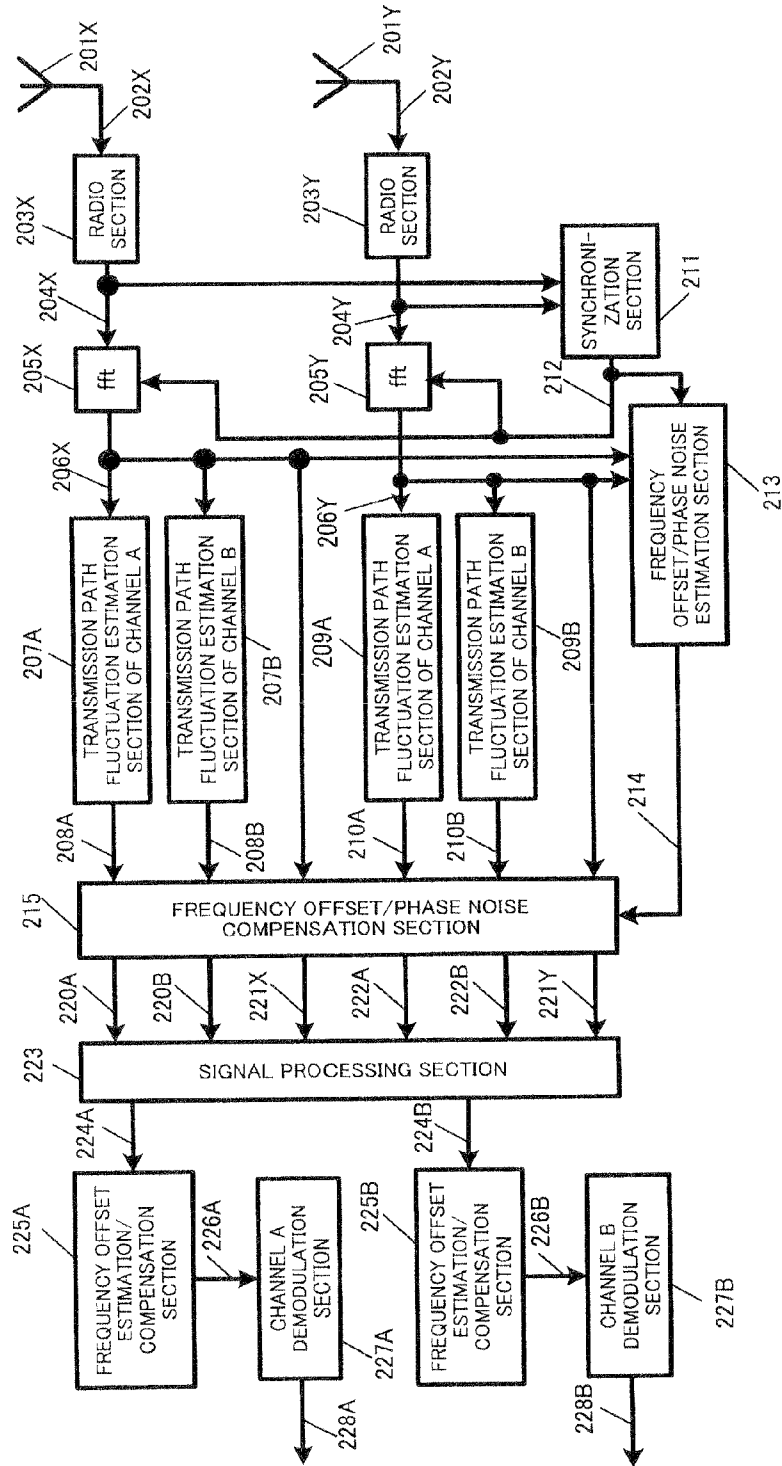 201X
202X
203X
RADIO
SECTION
204X
205X
fft
206X
207A
TRANSMISSION PATH
FLUCTUATION ESTIMATION
SECTION OF CHANNEL A
208A
207B
TRANSMISSION PATH
FLUCTUATION ESTIMATION
SECTION OF CHANNEL B
208B
201Y
202Y
203Y
RADIO
SECTION
204Y
205Y
fft
206Y
209A
TRANSMISSION PATH
FLUCTUATION ESTIMATION
SECTION OF CHANNEL A
210A
209B
TRANSMISSION PATH
FLUCTUATION ESTIMATION
SECTION OF CHANNEL B
210B
SYNCHRONI-
ZATION
SECTION
211
212
FREQUENCY
OFFSET/PHASE NOISE
ESTIMATION SECTION
213
214
215
FREQUENCY OFFSET/PHASE NOISE
COMPENSATION SECTION
220A
220B
221X
222A
222B
221Y
223
SIGNAL PROCESSING SECTION
224A
224B
225A
FREQUENCY OFFSET
ESTIMATION/
COMPENSATION
SECTION
226A
CHANNEL A
DEMODULATION
SECTION
227A
228A
225B
FREQUENCY OFFSET
ESTIMATION/
COMPENSATION
SECTION
226B
CHANNEL B
DEMODULATION
SECTION
227B
228B